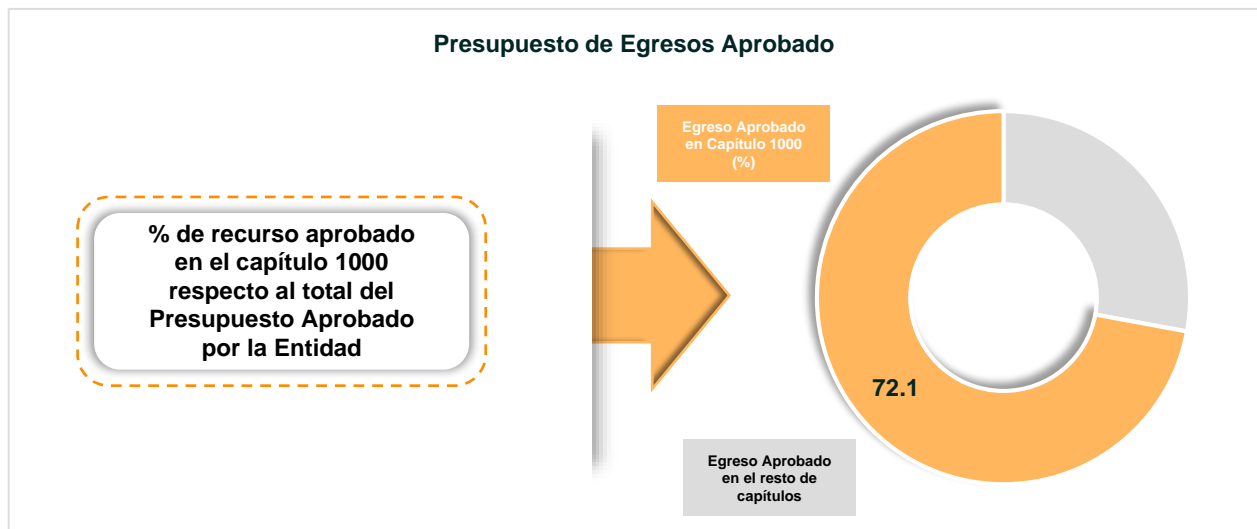 Presupuesto de Egresos Aprobado
Egreso Aprobado
en Capítulo 1000
(%)
% de recurso aprobado
en el capítulo 1000
respecto al total del
Presupuesto Aprobado
por la Entidad
72.1
Egreso Aprobado
en el resto de
capítulos